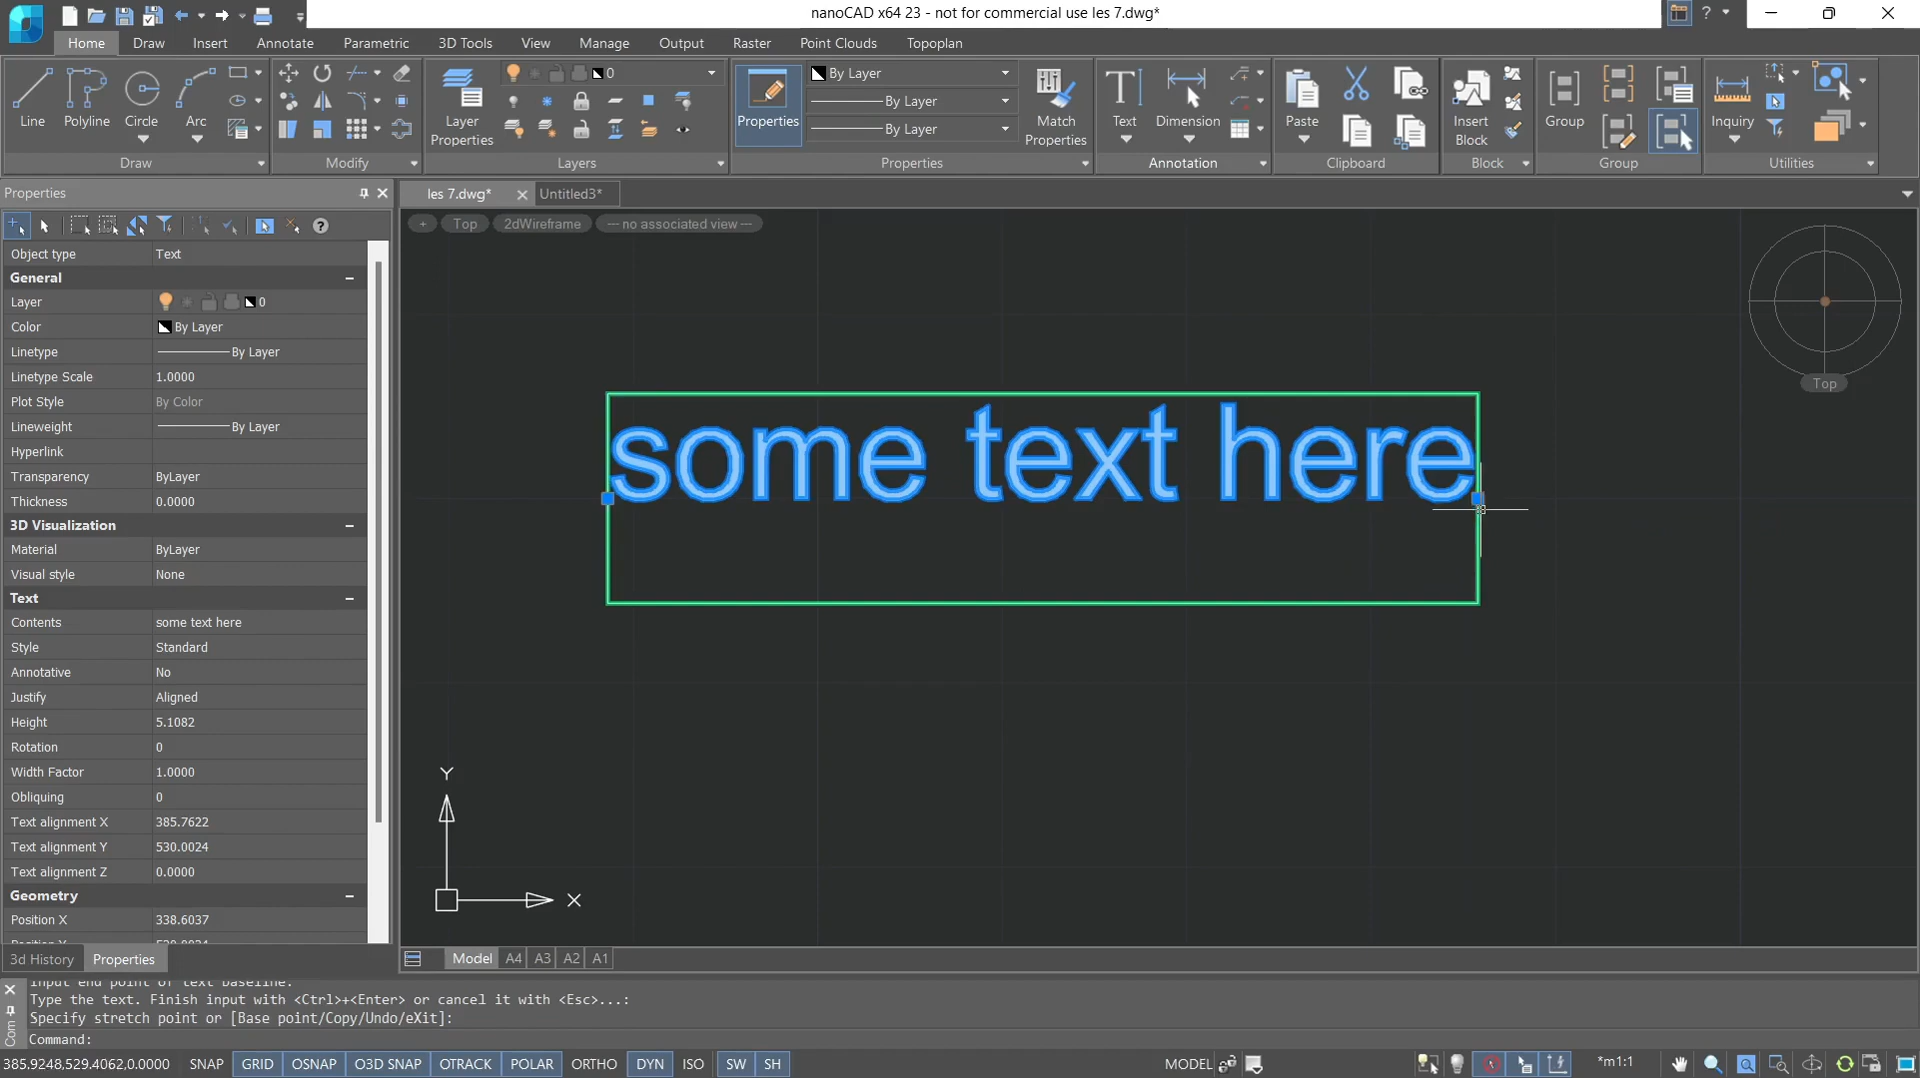 nanoCAD x64 23 - not for commercial use les 7.dwg*
?
Home Draw Insert Annotate Parametric 3D Tools View Manage Output Raster Point Clouds Topoplan
0
By Layer
By Layer
By Layer
Line Polyline Circle Arc
Layer Properties
Properties
Match Properties
Text Dimension
Paste
Insert Block
Group
Inquiry
Draw Modify Layers Properties Annotation Clipboard Block Group Utilities
Properties
les 7.dwg* Untitled3*
+ Top 2dWireframe --- no associated view ---
Object type Text
General
Layer 0
Color By Layer
Linetype By Layer
Linetype Scale 1.0000
Plot Style By Color
Lineweight By Layer
Hyperlink
Transparency ByLayer
Thickness 0.0000
3D Visualization
Material ByLayer
Visual style None
Text
Contents some text here
Style Standard
Annotative No
Justify Aligned
Height 5.1082
Rotation 0
Width Factor 1.0000
Obliquing 0
Text alignment X 385.7622
Text alignment Y 530.0024
Text alignment Z 0.0000
Geometry
Position X 338.6037
some text here
Top
Y
X
3d History Properties
Model A4 A3 A2 A1
Input end point of text baseline:
Type the text. Finish input with <Ctrl>+<Enter> or cancel it with <Esc>...:
Specify stretch point or [Base point/Copy/Undo/eXit]:
Command:
Com
385.9248,529.4062,0.0000 SNAP GRID OSNAP O3D SNAP OTRACK POLAR ORTHO DYN ISO SW SH MODEL *m1:1